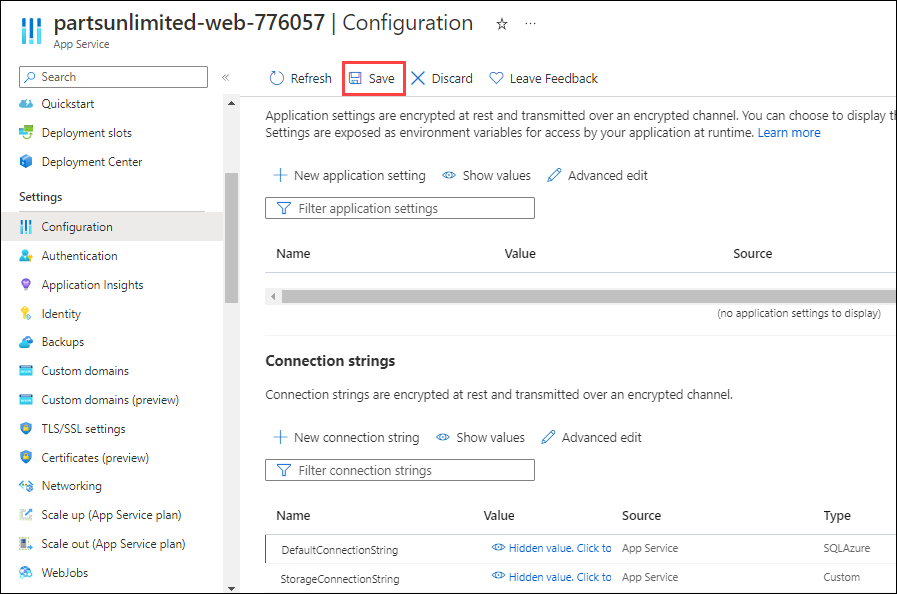 partsunlimited-web-776057 | Configuration
App Service
Search
Quickstart
Deployment slots
Deployment Center
Settings
Configuration
Authentication
Application Insights
Identity
Backups
Custom domains
Custom domains (preview)
TLS/SSL settings
Certificates (preview)
Networking
Scale up (App Service plan)
Scale out (App Service plan)
WebJobs
Refresh Save Discard Leave Feedback
Application settings are encrypted at rest and transmitted over an encrypted channel. You can choose to display
Settings are exposed as environment variables for access by your application at runtime. Learn more
New application setting Show values Advanced edit
Filter application settings
Name Value Source
(no application settings to display)
Connection strings
Connection strings are encrypted at rest and transmitted over an encrypted channel.
New connection string Show values Advanced edit
Filter connection strings
Name Value Source Type
DefaultConnectionString Hidden value. Click to App Service SQLAzure
StorageConnectionString Hidden value. Click to App Service Custom